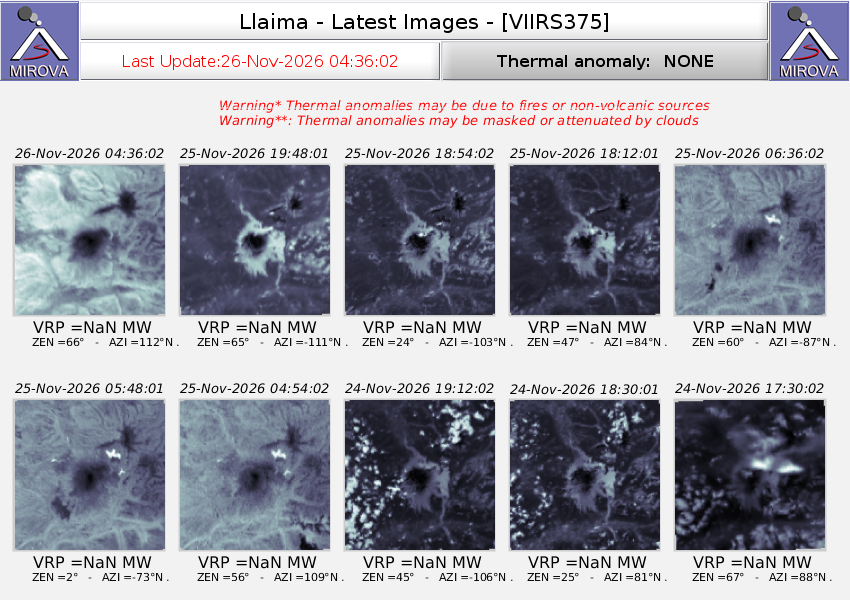 Llaima - Latest Images - [VIIRS375]
MIROVA
MIROVA
Last Update:26-Nov-2026 04:36:02
Thermal anomaly: NONE
Warning* Thermal anomalies may be due to fires or non-volcanic sources
Warning**: Thermal anomalies may be masked or attenuated by clouds
26-Nov-2026 04:36:02 25-Nov-2026 19:48:01 25-Nov-2026 18:54:02 25-Nov-2026 18:12:01 25-Nov-2026 06:36:02
VRP =NaN MW VRP =NaN MW VRP =NaN MW VRP =NaN MW VRP =NaN MW
ZEN =66° - AZI =112°N . ZEN =65° - AZI =-111°N . ZEN =24° - AZI =-103°N . ZEN =47° - AZI =84°N . ZEN =60° - AZI =-87°N .
25-Nov-2026 05:48:01 25-Nov-2026 04:54:02 24-Nov-2026 19:12:02 24-Nov-2026 18:30:01 24-Nov-2026 17:30:02
VRP =NaN MW VRP =NaN MW VRP =NaN MW VRP =NaN MW VRP =NaN MW
ZEN =2° - AZI =-73°N . ZEN =56° - AZI =109°N . ZEN =45° - AZI =-106°N . ZEN =25° - AZI =81°N . ZEN =67° - AZI =88°N .